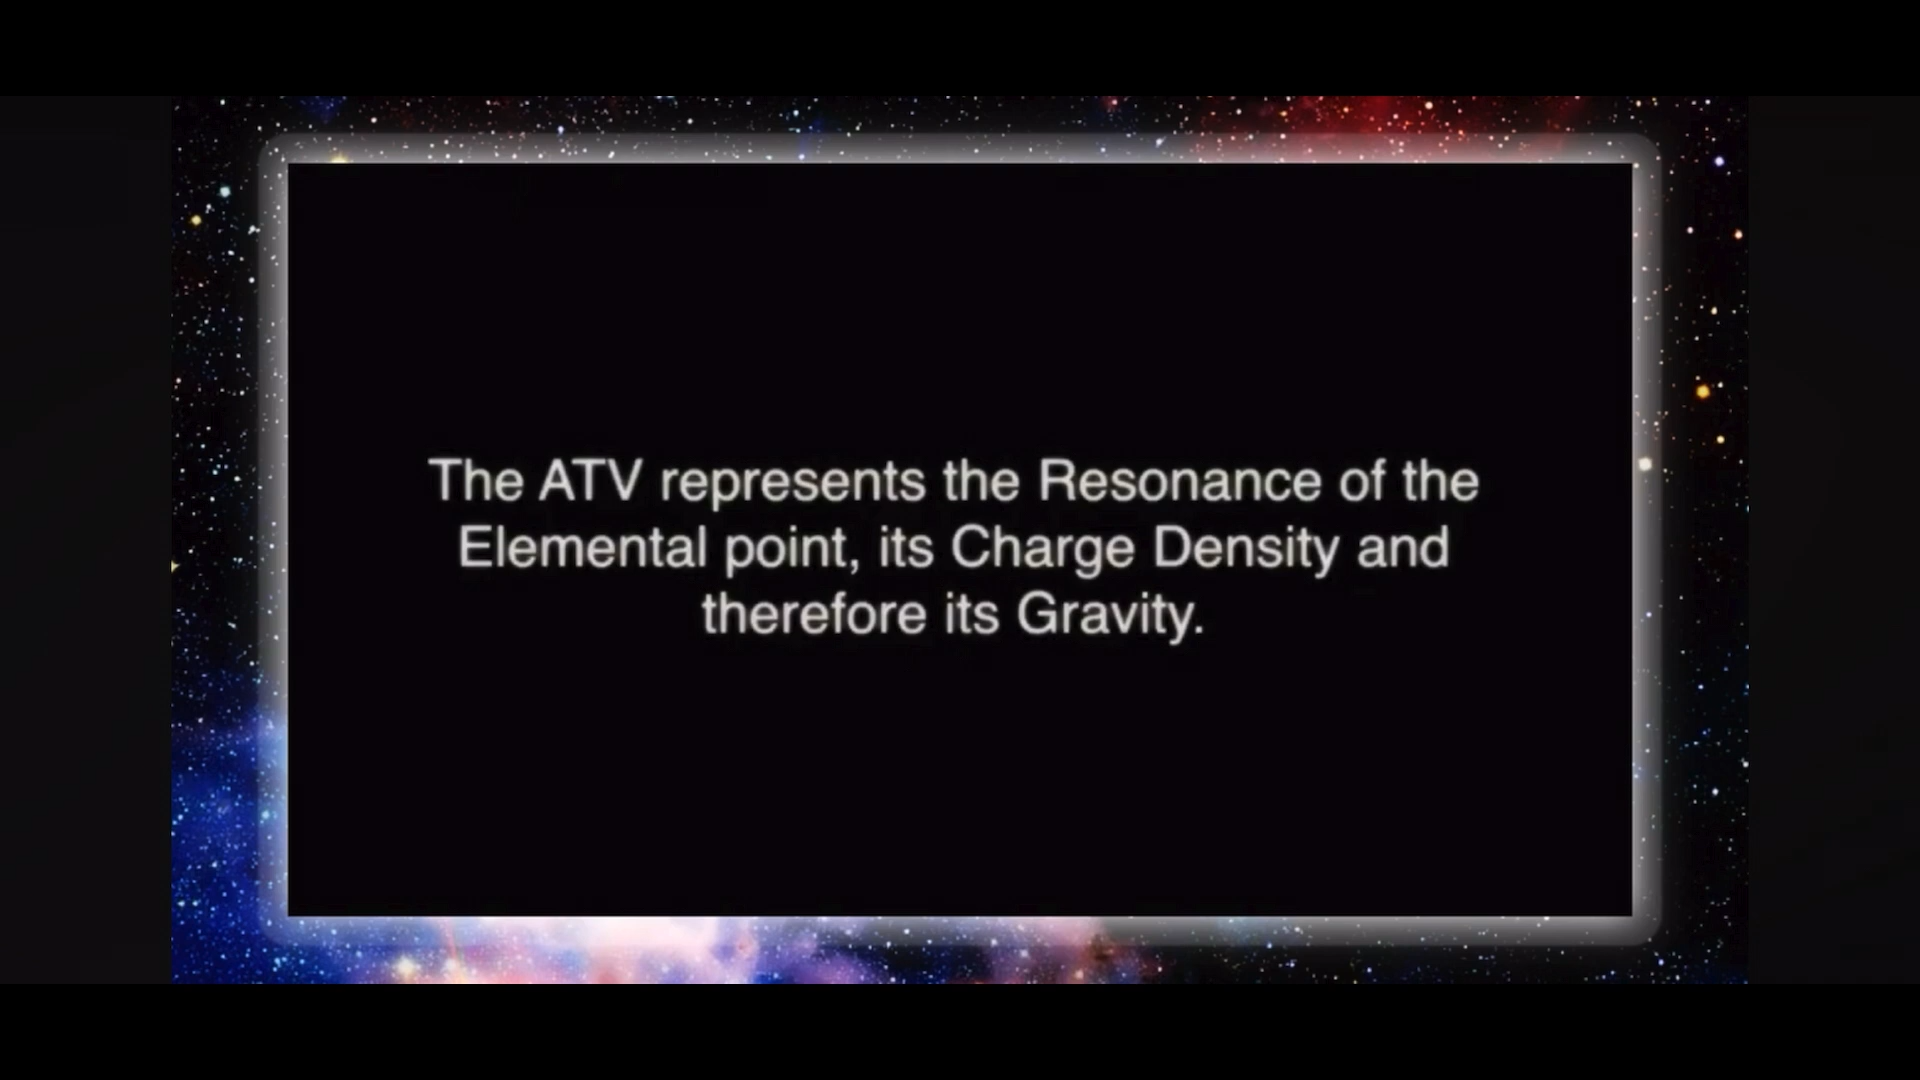 The ATV represents the Resonance of the
Elemental point, its Charge Density and
therefore its Gravity.